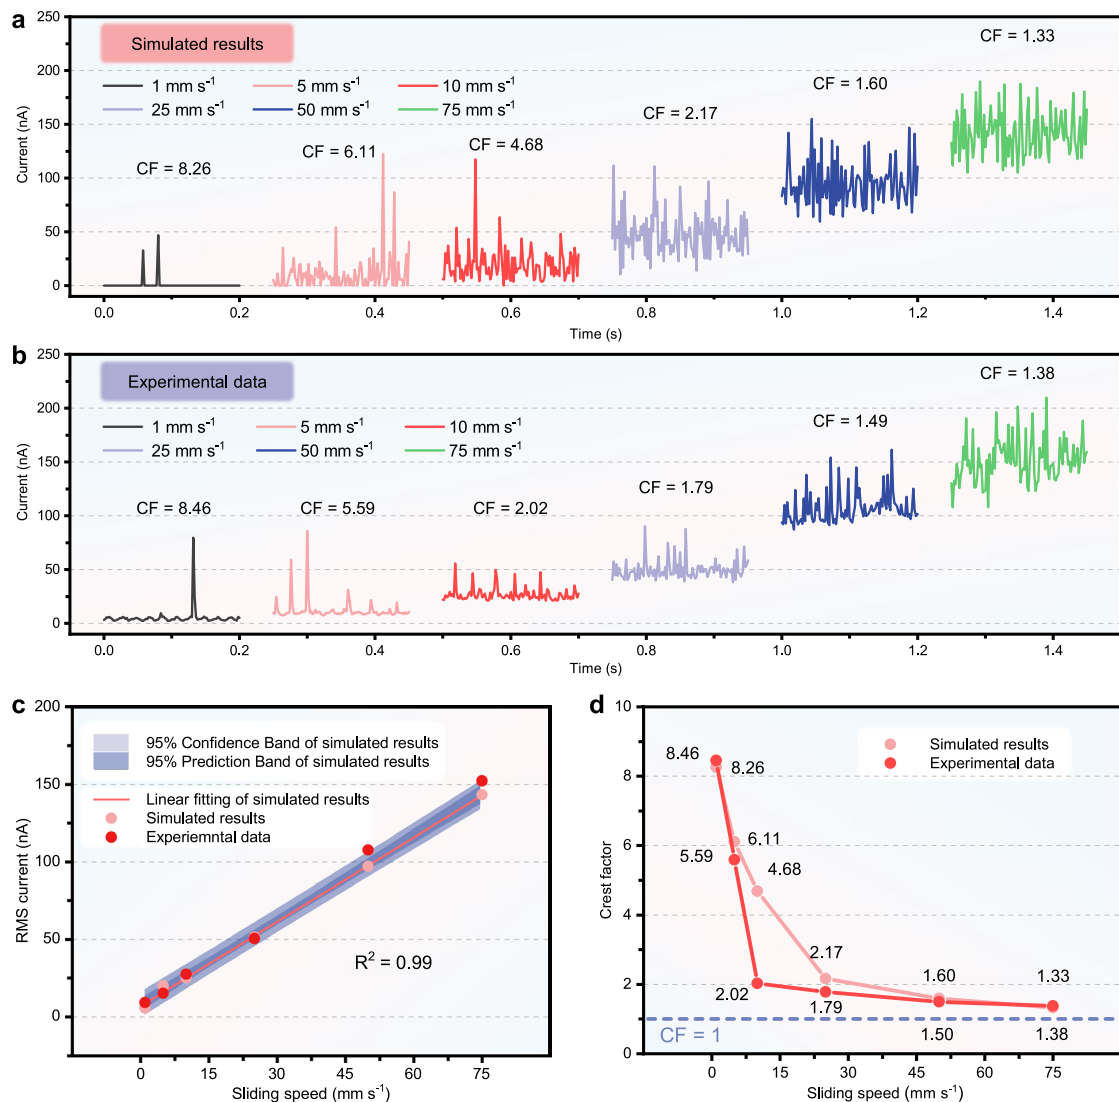 a
Simulated results
1 mm s⁻¹ 5 mm s⁻¹ 10 mm s⁻¹
25 mm s⁻¹ 50 mm s⁻¹ 75 mm s⁻¹
CF = 8.26
CF = 6.11
CF = 4.68
CF = 2.17
CF = 1.60
CF = 1.33
Current (nA)
250
200
150
100
50
0
0.0 0.2 0.4 0.6 0.8 1.0 1.2 1.4
Time (s)
b
Experimental data
1 mm s⁻¹ 5 mm s⁻¹ 10 mm s⁻¹
25 mm s⁻¹ 50 mm s⁻¹ 75 mm s⁻¹
CF = 8.46
CF = 5.59
CF = 2.02
CF = 1.79
CF = 1.49
CF = 1.38
Current (nA)
250
200
150
100
50
0
0.0 0.2 0.4 0.6 0.8 1.0 1.2 1.4
Time (s)
c
95% Confidence Band of simulated results
95% Prediction Band of simulated results
Linear fitting of simulated results
Simulated results
Experiemntal data
R² = 0.99
RMS current (nA)
200
150
100
50
0
0 15 30 45 60 75
Sliding speed (mm s⁻¹)
d
Simulated results
Experimental data
8.46
8.26
6.11
5.59
4.68
2.17
2.02
1.79
1.60
1.50
1.33
1.38
CF = 1
Crest factor
10
8
6
4
2
0
0 15 30 45 60 75
Sliding speed (mm s⁻¹)